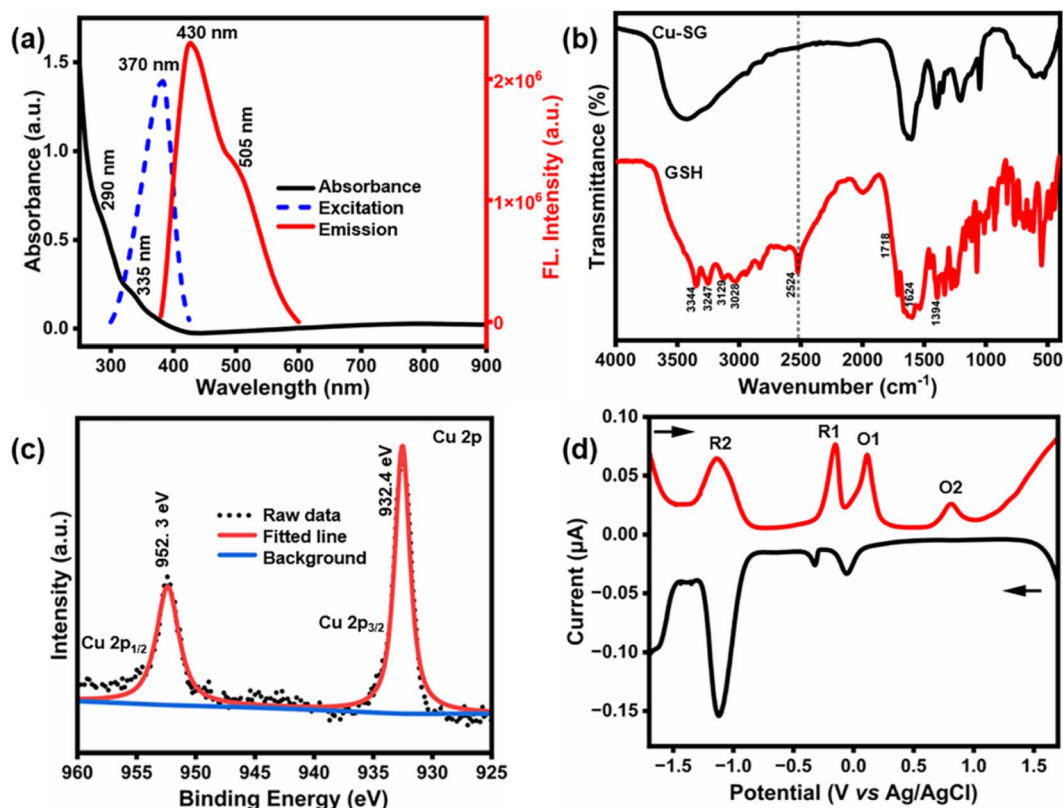 (a)
430 nm
370 nm
290 nm
335 nm
505 nm
Absorbance
Excitation
Emission
Absorbance (a.u.)
1.5
1.0
0.5
0.0
FL. Intensity (a.u.)
2×10⁶
1×10⁶
0
300 400 500 600 700 800 900
Wavelength (nm)
(b)
Cu-SG
GSH
3344
3247
3129
3028
2524
1718
1624
1394
Transmittance (%)
4000 3500 3000 2500 2000 1500 1000 500
Wavenumber (cm⁻¹)
(c)
Cu 2p
952. 3 eV
932.4 eV
Raw data
Fitted line
Background
Cu 2p₁/₂
Cu 2p₃/₂
Intensity (a.u.)
960 955 950 945 940 935 930 925
Binding Energy (eV)
(d)
R2
R1
O1
O2
Current (µA)
0.10
0.05
0.00
−0.05
−0.10
−0.15
−1.5 −1.0 −0.5 0.0 0.5 1.0 1.5
Potential (V vs Ag/AgCl)